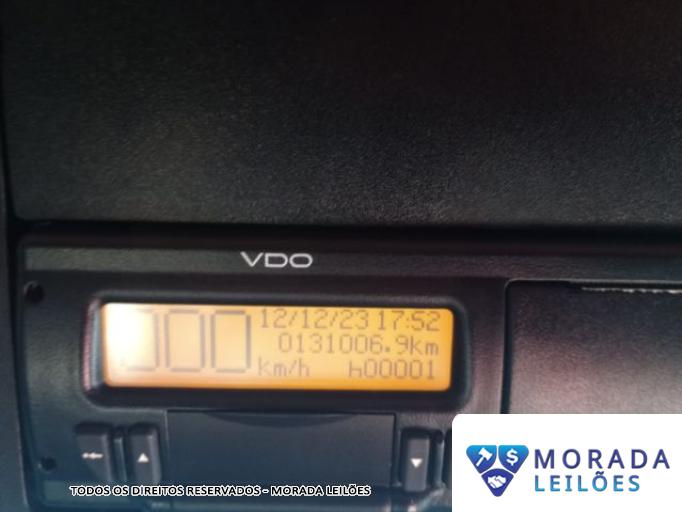 VDO
000
12/12/23 17:52
0131006.9km
km/h h00001
MORADA
LEILÕES
TODOS OS DIREITOS RESERVADOS - MORADA LEILÕES